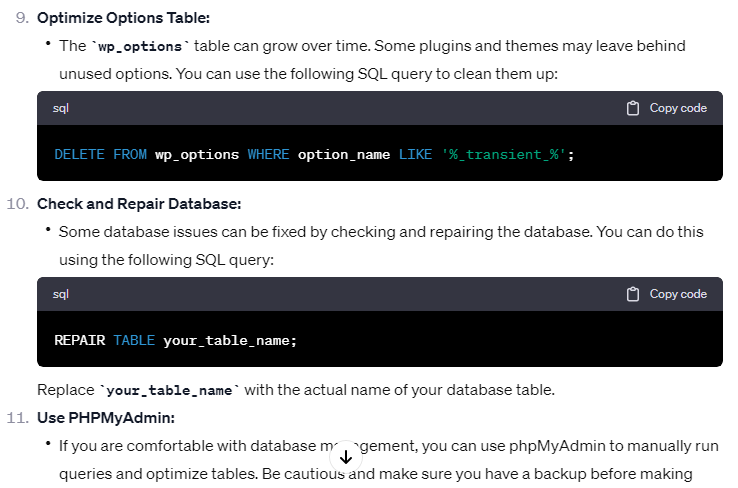 9. Optimize Options Table:
• The `wp_options` table can grow over time. Some plugins and themes may leave behind
unused options. You can use the following SQL query to clean them up:
sql Copy code
DELETE FROM wp_options WHERE option_name LIKE '%_transient_%';
10. Check and Repair Database:
• Some database issues can be fixed by checking and repairing the database. You can do this
using the following SQL query:
sql Copy code
REPAIR TABLE your_table_name;
Replace `your_table_name` with the actual name of your database table.
11. Use PHPMyAdmin:
• If you are comfortable with database management, you can use phpMyAdmin to manually run
queries and optimize tables. Be cautious and make sure you have a backup before making